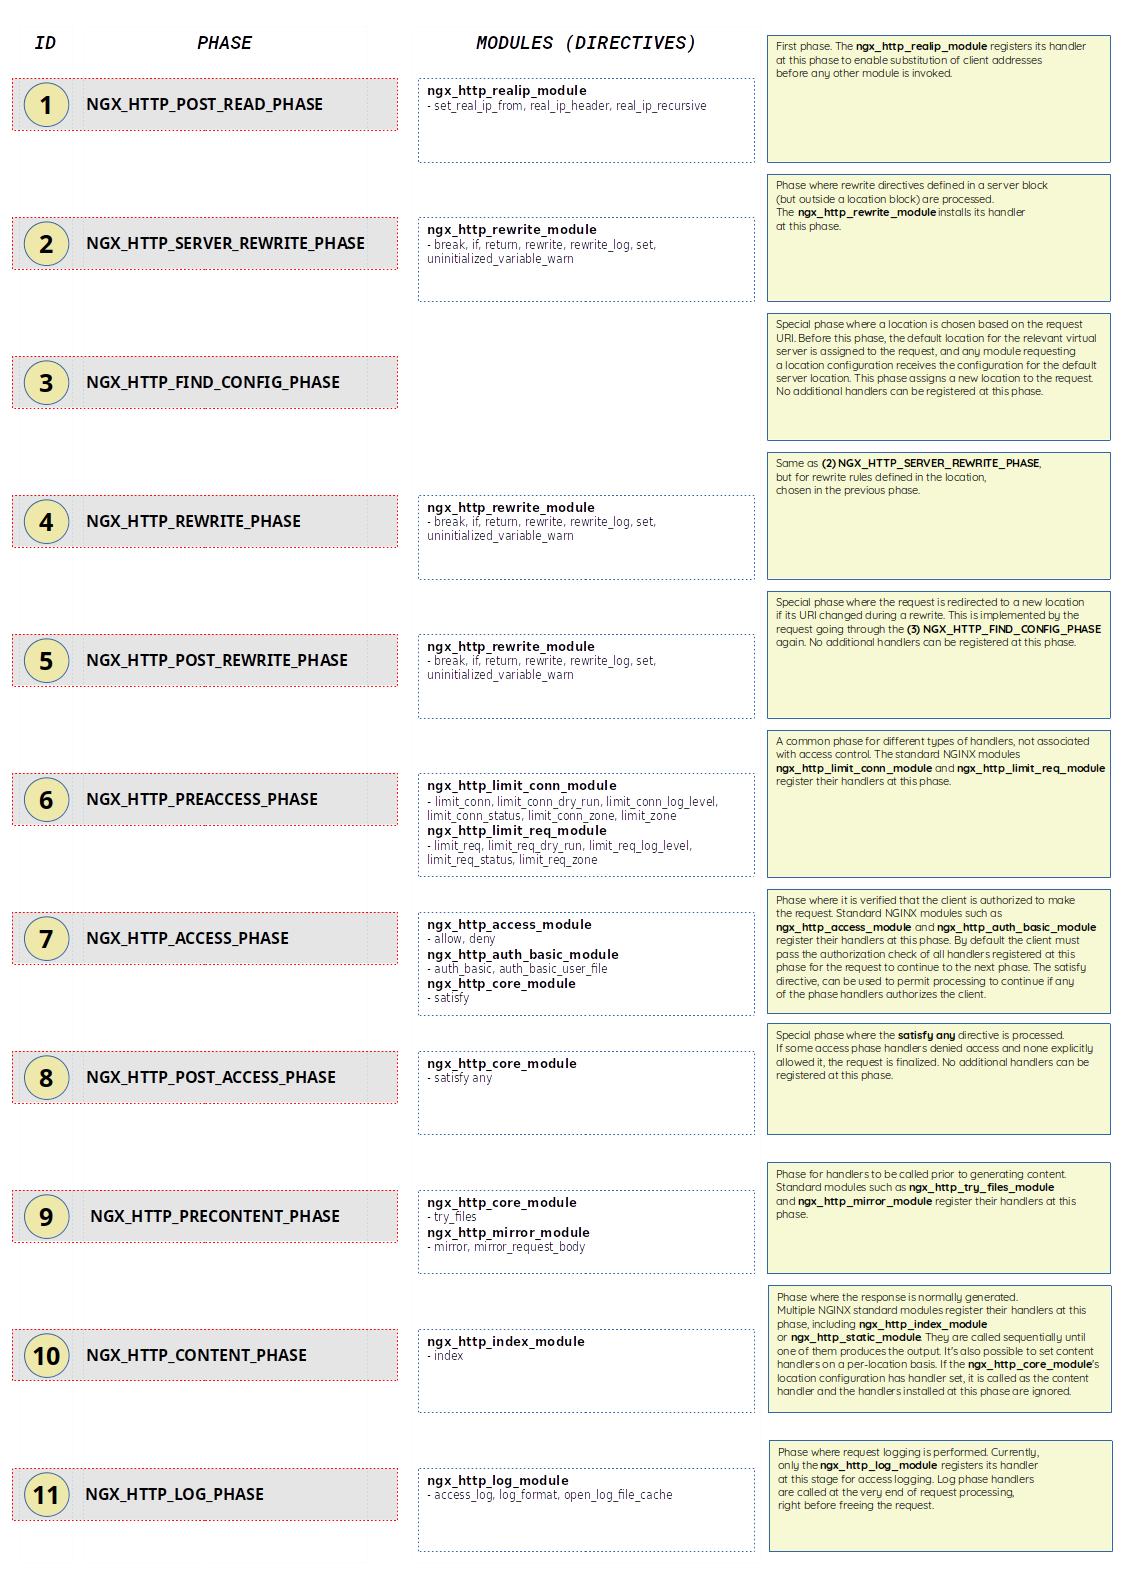 ID PHASE MODULES (DIRECTIVES)
1 NGX_HTTP_POST_READ_PHASE
ngx_http_realip_module
- set_real_ip_from, real_ip_header, real_ip_recursive
First phase. The ngx_http_realip_module registers its handler
at this phase to enable substitution of client addresses
before any other module is invoked.
2 NGX_HTTP_SERVER_REWRITE_PHASE
ngx_http_rewrite_module
- break, if, return, rewrite, rewrite_log, set,
uninitialized_variable_warn
Phase where rewrite directives defined in a server block
(but outside a location block) are processed.
The ngx_http_rewrite_module installs its handler
at this phase.
3 NGX_HTTP_FIND_CONFIG_PHASE
Special phase where a location is chosen based on the request
URI. Before this phase, the default location for the relevant virtual
server is assigned to the request, and any module requesting
a location configuration receives the configuration for the default
server location. This phase assigns a new location to the request.
No additional handlers can be registered at this phase.
4 NGX_HTTP_REWRITE_PHASE
ngx_http_rewrite_module
- break, if, return, rewrite, rewrite_log, set,
uninitialized_variable_warn
Same as (2) NGX_HTTP_SERVER_REWRITE_PHASE,
but for rewrite rules defined in the location,
chosen in the previous phase.
5 NGX_HTTP_POST_REWRITE_PHASE
ngx_http_rewrite_module
- break, if, return, rewrite, rewrite_log, set,
uninitialized_variable_warn
Special phase where the request is redirected to a new location
if its URI changed during a rewrite. This is implemented by the
request going through the (3) NGX_HTTP_FIND_CONFIG_PHASE
again. No additional handlers can be registered at this phase.
6 NGX_HTTP_PREACCESS_PHASE
ngx_http_limit_conn_module
- limit_conn, limit_conn_dry_run, limit_conn_log_level,
limit_conn_status, limit_conn_zone, limit_zone
ngx_http_limit_req_module
- limit_req, limit_req_dry_run, limit_req_log_level,
limit_req_status, limit_req_zone
A common phase for different types of handlers, not associated
with access control. The standard NGINX modules
ngx_http_limit_conn_module and ngx_http_limit_req_module
register their handlers at this phase.
7 NGX_HTTP_ACCESS_PHASE
ngx_http_access_module
- allow, deny
ngx_http_auth_basic_module
- auth_basic, auth_basic_user_file
ngx_http_core_module
- satisfy
Phase where it is verified that the client is authorized to make
the request. Standard NGINX modules such as
ngx_http_access_module and ngx_http_auth_basic_module
register their handlers at this phase. By default the client must
pass the authorization check of all handlers registered at this
phase for the request to continue to the next phase. The satisfy
directive, can be used to permit processing to continue if any
of the phase handlers authorizes the client.
8 NGX_HTTP_POST_ACCESS_PHASE
ngx_http_core_module
- satisfy any
Special phase where the satisfy any directive is processed.
If some access phase handlers denied access and none explicitly
allowed it, the request is finalized. No additional handlers can be
registered at this phase.
9 NGX_HTTP_PRECONTENT_PHASE
ngx_http_core_module
- try_files
ngx_http_mirror_module
- mirror, mirror_request_body
Phase for handlers to be called prior to generating content.
Standard modules such as ngx_http_try_files_module
and ngx_http_mirror_module register their handlers at this
phase.
10 NGX_HTTP_CONTENT_PHASE
ngx_http_index_module
- index
Phase where the response is normally generated.
Multiple NGINX standard modules register their handlers at this
phase, including ngx_http_index_module
or ngx_http_static_module. They are called sequentially until
one of them produces the output. It's also possible to set content
handlers on a per-location basis. If the ngx_http_core_module's
location configuration has handler set, it is called as the content
handler and the handlers installed at this phase are ignored.
11 NGX_HTTP_LOG_PHASE
ngx_http_log_module
- access_log, log_format, open_log_file_cache
Phase where request logging is performed. Currently,
only the ngx_http_log_module registers its handler
at this stage for access logging. Log phase handlers
are called at the very end of request processing,
right before freeing the request.